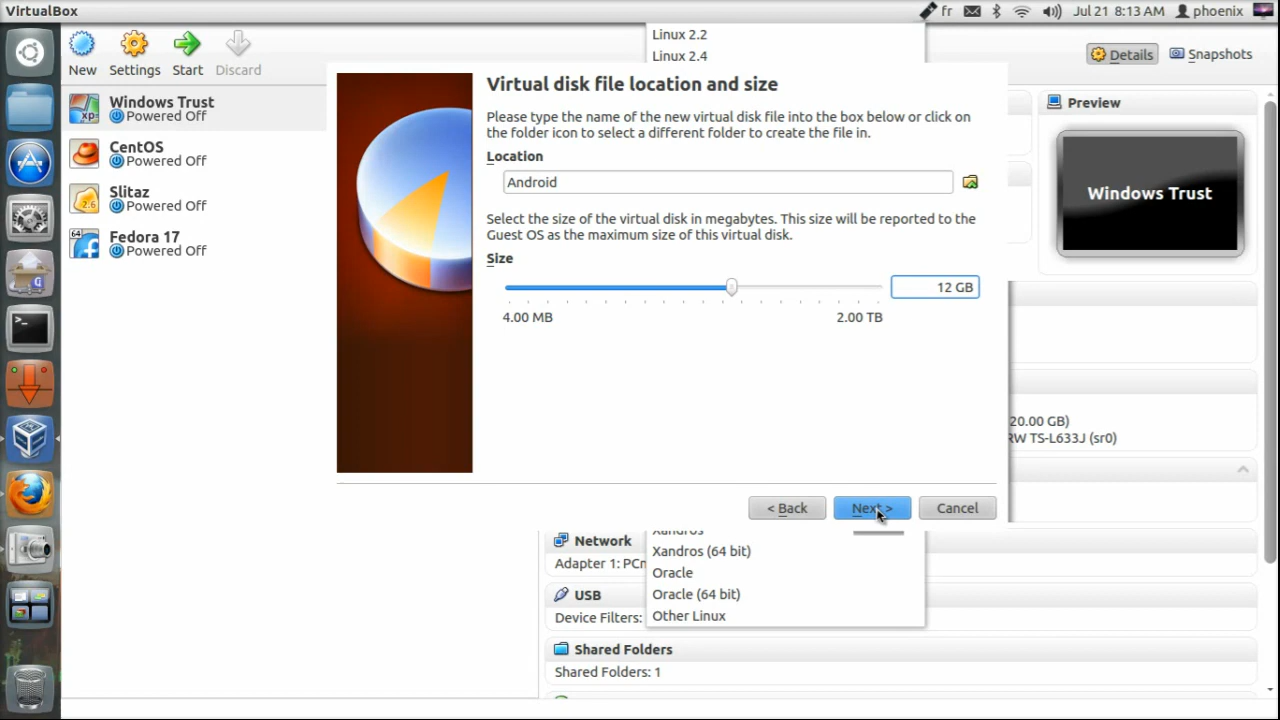 VirtualBox
fr
Jul 21 8:13 AM
phoenix
New
Settings
Start
Discard
Details
Snapshots
Windows Trust
Powered Off
CentOS
Powered Off
Slitaz
Powered Off
2.6
Fedora 17
Powered Off
64
xp
Linux 2.2
Linux 2.4
Virtual disk file location and size
Please type the name of the new virtual disk file into the box below or click on
the folder icon to select a different folder to create the file in.
Location
Android
Select the size of the virtual disk in megabytes. This size will be reported to the
Guest OS as the maximum size of this virtual disk.
Size
12 GB
4.00 MB
2.00 TB
< Back
Next >
Cancel
Preview
Windows Trust
20.00 GB)
RW TS-L633J (sr0)
Xandros
Xandros (64 bit)
Oracle
Oracle (64 bit)
Other Linux
Network
Adapter 1: PCn
USB
Device Filters:
Shared Folders
Shared Folders: 1